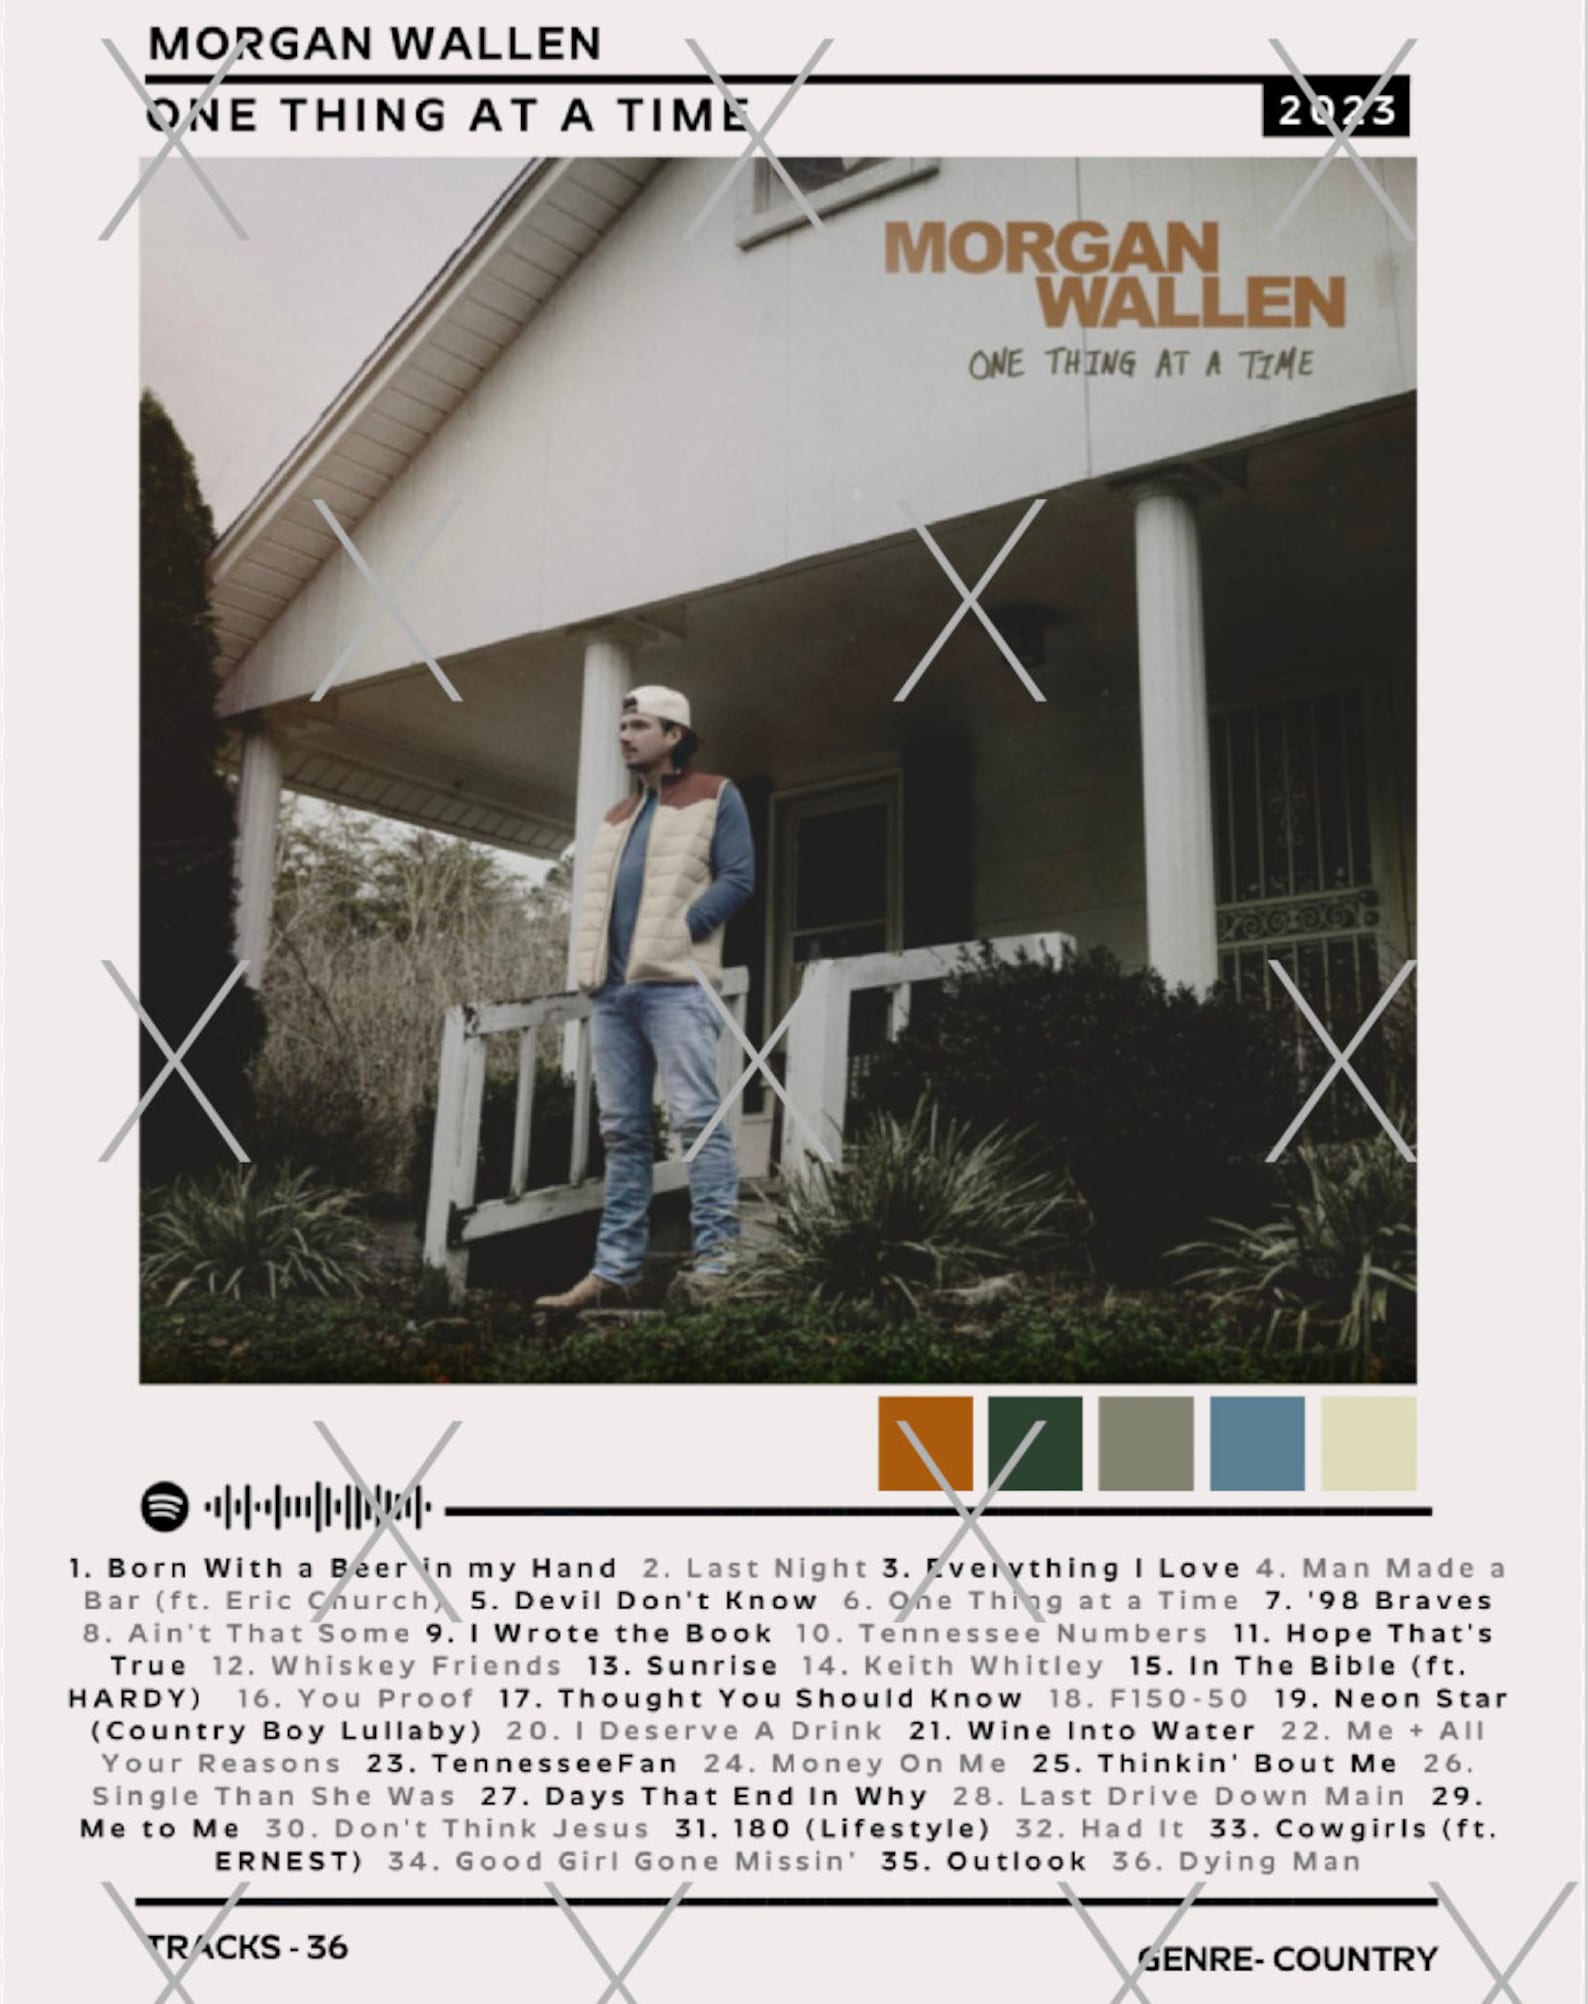 MORGAN WALLEN
ONE THING AT A TIME
2023
MORGAN
WALLEN
ONE THING AT A TIME
1. Born With a Beer in my Hand 2. Last Night 3. Everything I Love 4. Man Made a
Bar (ft. Eric Church) 5. Devil Don't Know 6. One Thing at a Time 7. '98 Braves
8. Ain't That Some 9. I Wrote the Book 10. Tennessee Numbers 11. Hope That's
True 12. Whiskey Friends 13. Sunrise 14. Keith Whitley 15. In The Bible (ft.
HARDY) 16. You Proof 17. Thought You Should Know 18. F150-50 19. Neon Star
(Country Boy Lullaby) 20. I Deserve A Drink 21. Wine Into Water 22. Me + All
Your Reasons 23. TennesseeFan 24. Money On Me 25. Thinkin' Bout Me 26.
Single Than She Was 27. Days That End In Why 28. Last Drive Down Main 29.
Me to Me 30. Don't Think Jesus 31. 180 (Lifestyle) 32. Had It 33. Cowgirls (ft.
ERNEST) 34. Good Girl Gone Missin' 35. Outlook 36. Dying Man
TRACKS - 36
GENRE- COUNTRY